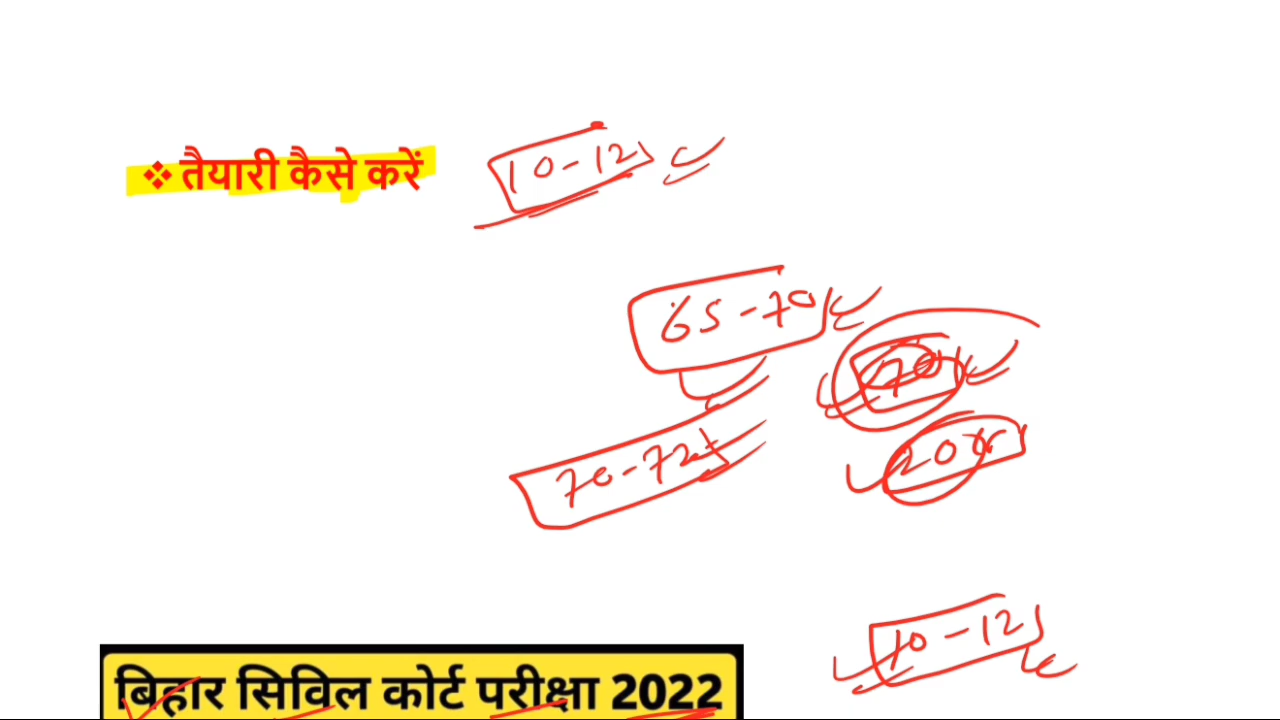 ❖ तैयारी कैसे करें 10-12
65-70
70
70-72
20
10-12
बिहार सिविल कोर्ट परीक्षा 2022